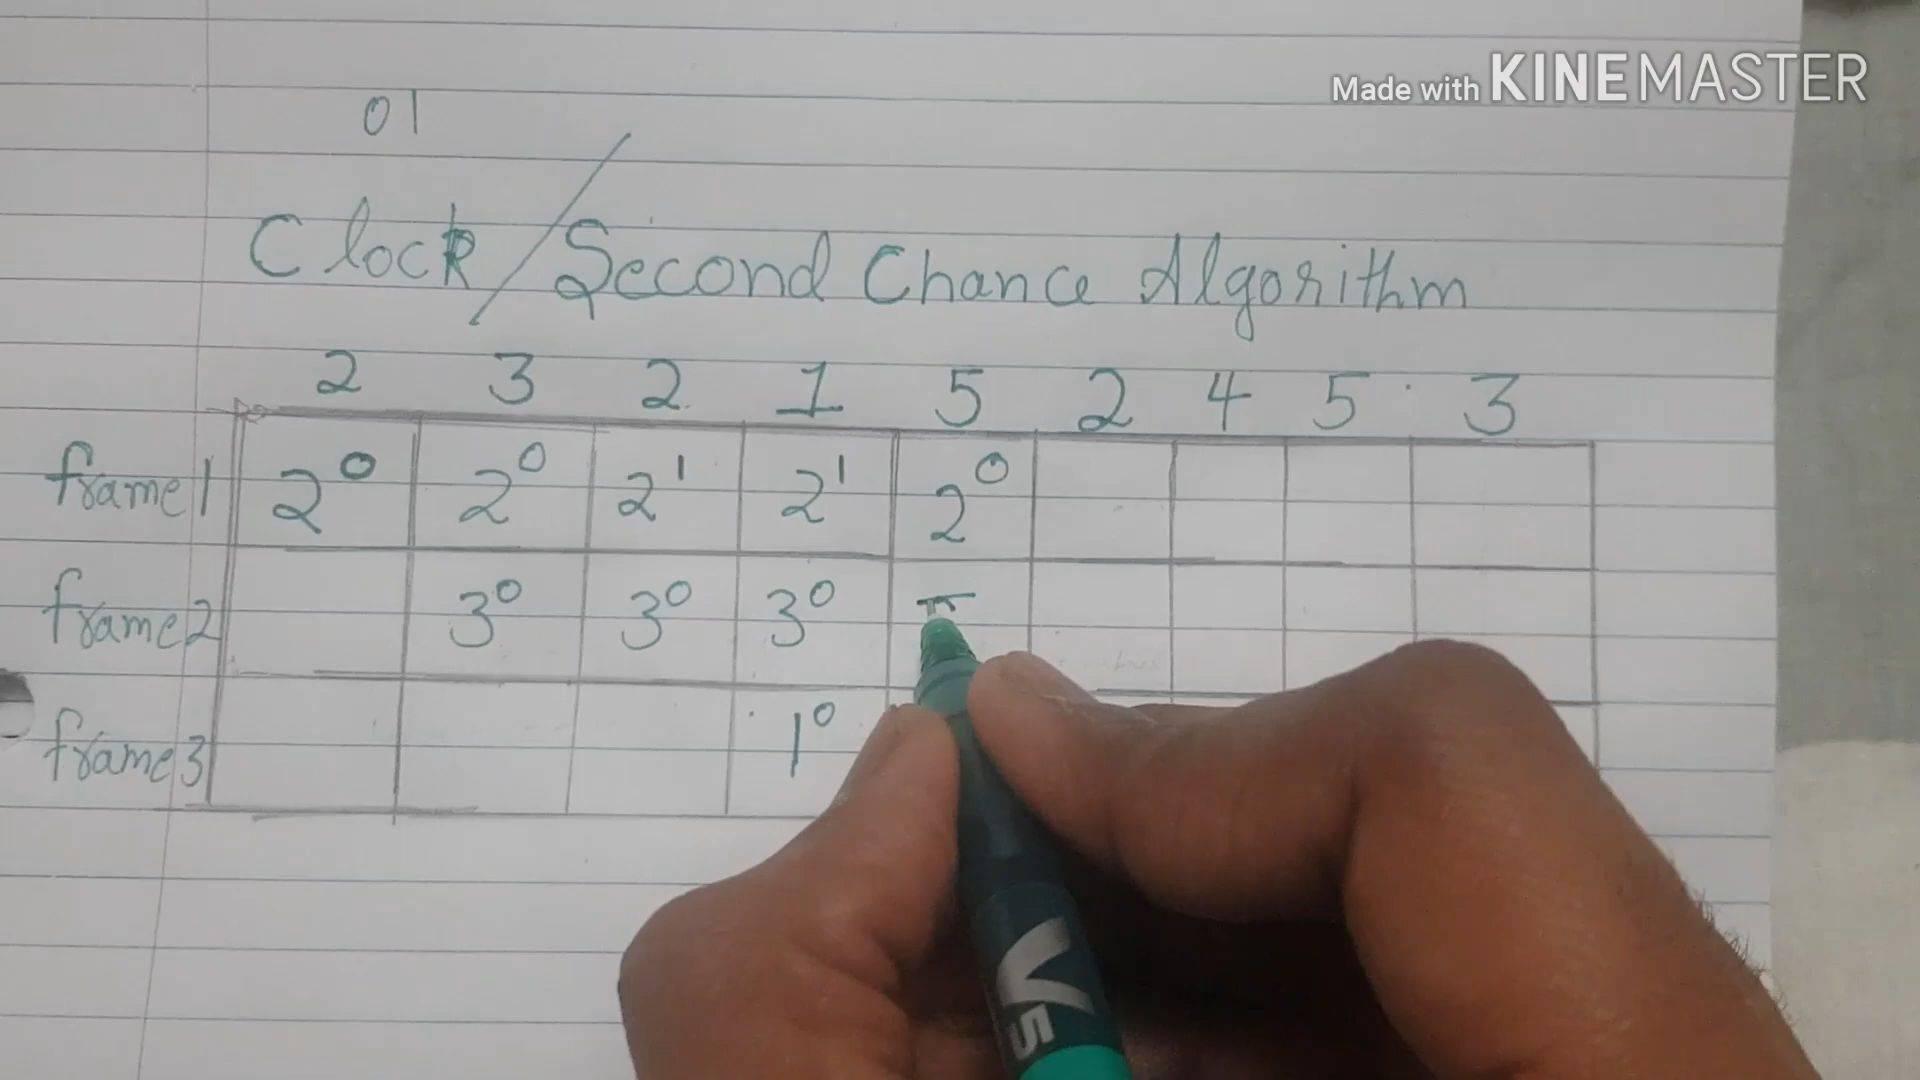 Made with KINEMASTER
01
Clock/Second Chance Algorithm
2 3 2 1 5 2 4 5 3
frame1 2⁰ 2⁰ 2¹ 2¹ 2⁰
frame2 3⁰ 3⁰ 3⁰
frame3 1⁰
V5